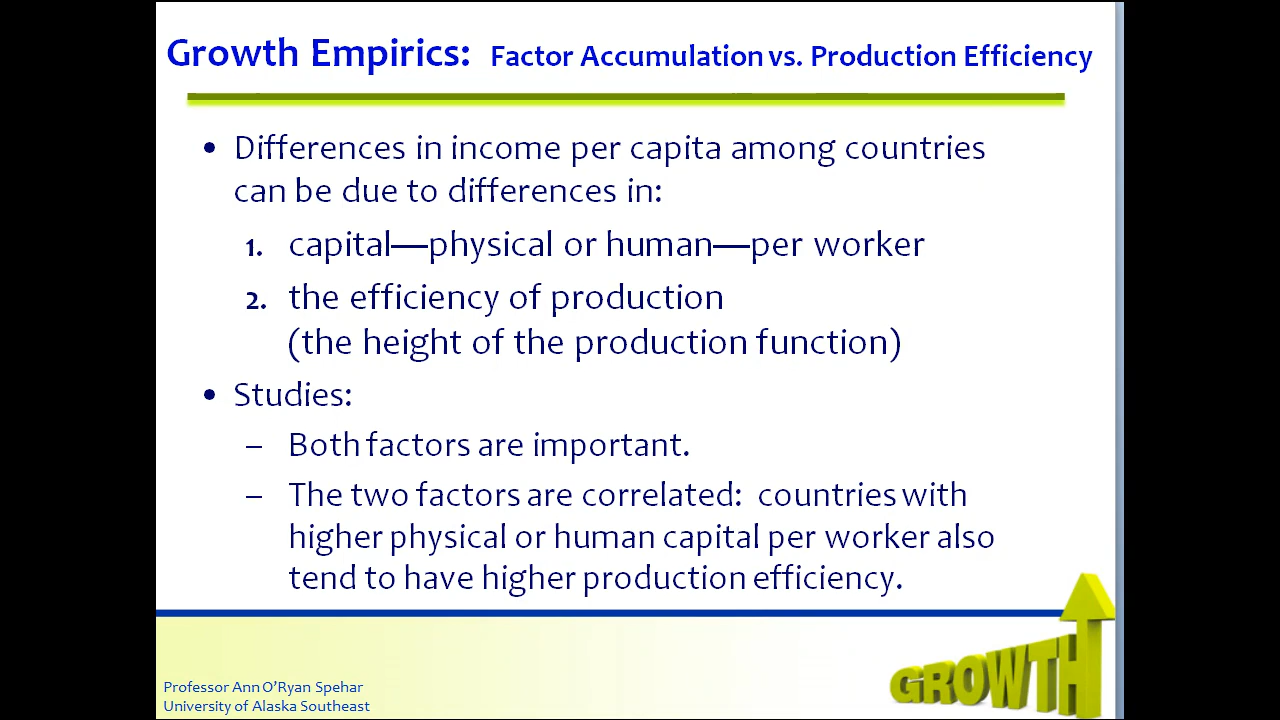 Growth Empirics: Factor Accumulation vs. Production Efficiency
• Differences in income per capita among countries
can be due to differences in:
1. capital—physical or human—per worker
2. the efficiency of production
(the height of the production function)
• Studies:
– Both factors are important.
– The two factors are correlated: countries with
higher physical or human capital per worker also
tend to have higher production efficiency.
GROWTH
Professor Ann O’Ryan Spehar
University of Alaska Southeast